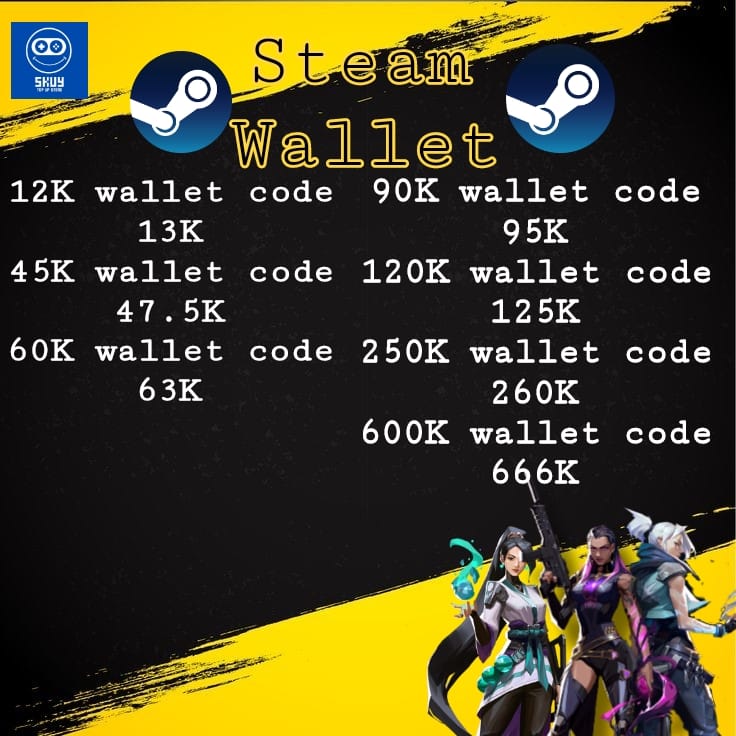 SKUY
TOP UP STORE
Steam
Wallet
12K wallet code
13K
45K wallet code
47.5K
60K wallet code
63K
90K wallet code
95K
120K wallet code
125K
250K wallet code
260K
600K wallet code
666K